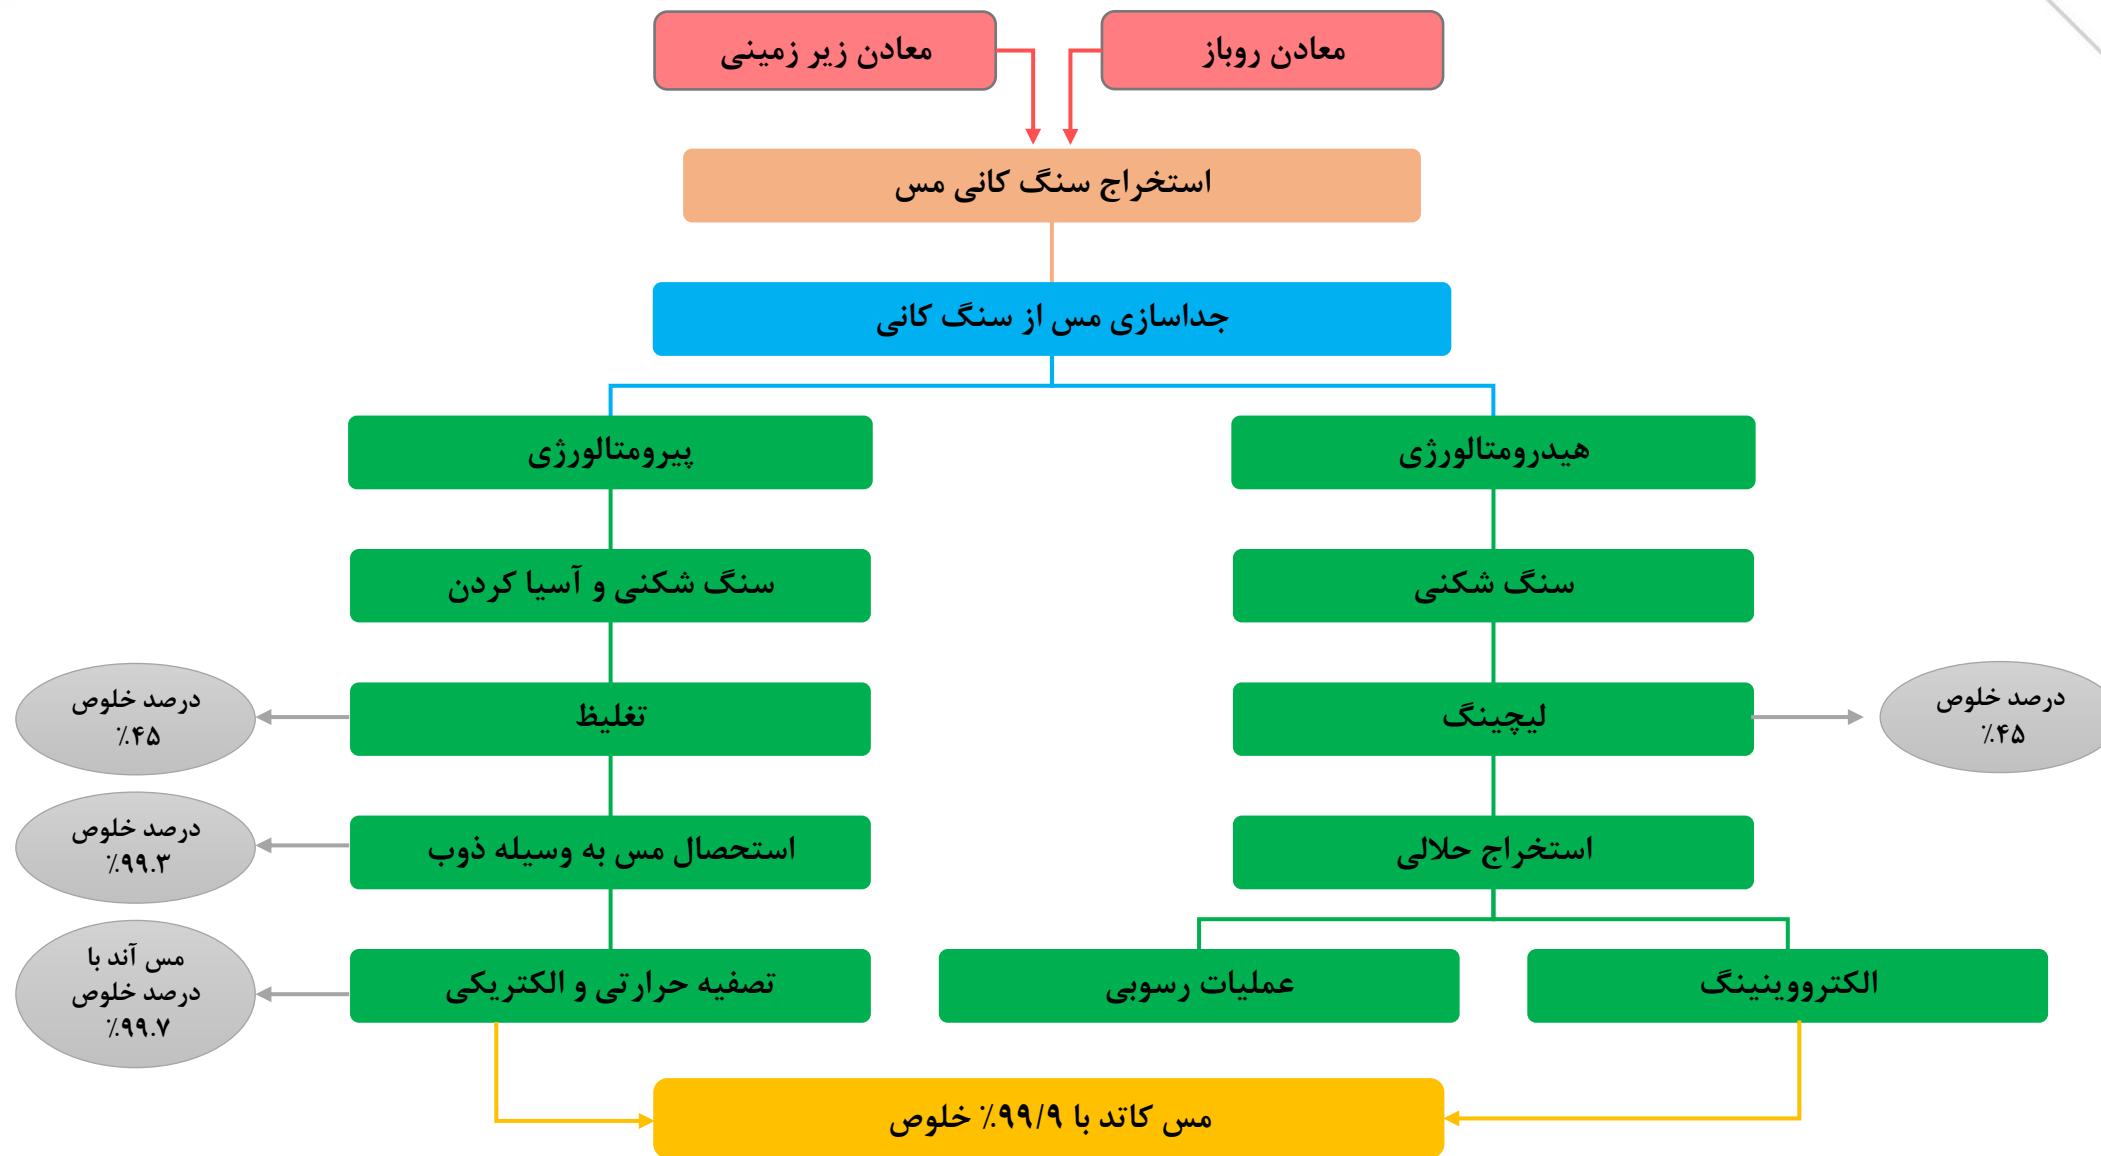 معادن روباز
معادن زیر زمینی
استخراج سنگ کانی مس
جداسازی مس از سنگ کانی
هیدرومتالورژی
پیرومتالورژی
سنگ شکنی
سنگ شکنی و آسیا کردن
درصد خلوص
٪۴۵
لیچینگ
تغلیظ
درصد خلوص
٪۴۵
استخراج حلالی
استحصال مس به وسیله ذوب
درصد خلوص
٪۹۹.۳
الکترووینینگ
عملیات رسوبی
تصفیه حرارتی و الکتریکی
مس آند با
درصد خلوص
٪۹۹.۷
مس کاتد با ۹۹/۹٪ خلوص